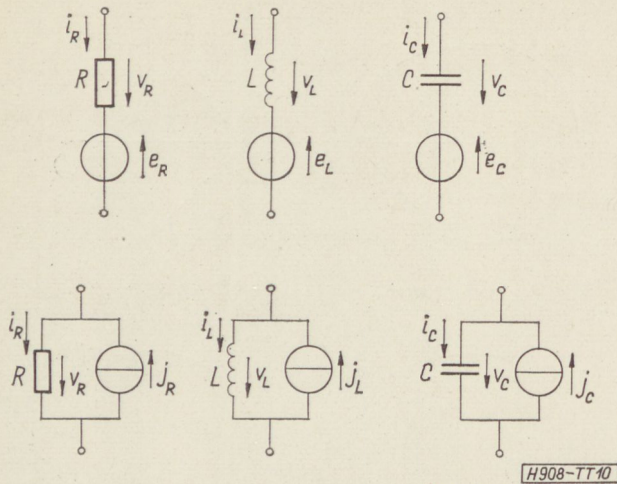 i_R
R
v_R
e_R
i_L
L
v_L
e_L
i_C
C
v_C
e_C
i_R
R
v_R
j_R
i_L
L
v_L
j_L
i_C
C
v_C
j_C
H908-TT10